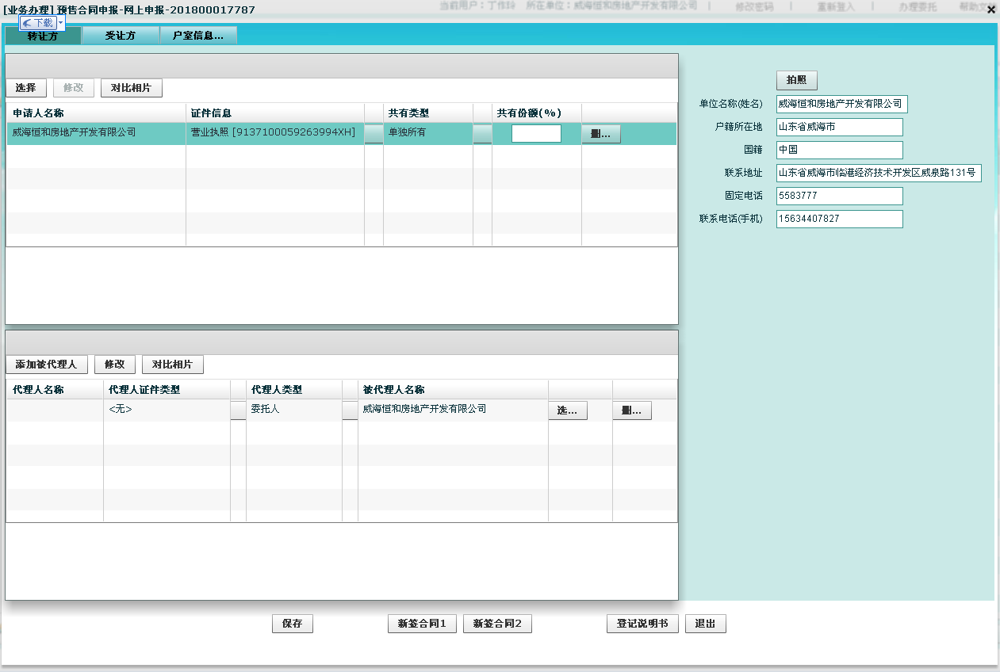 [业务办理] 预售合同申报-网上申报-201800017787
当前用户：丁作玲 所在单位：威海恒和房地产开发有限公司 | 修改密码 | 重新登入 | 办理委托 帮助文
下载
转让方 受让方 户室信息...
选择 修改 对比相片
申请人名称 证件信息 共有类型 共有份额(%)
威海恒和房地产开发有限公司 营业执照 [9137100059263994XH] 单独所有 删...
添加被代理人 修改 对比相片
代理人名称 代理人证件类型 代理人类型 被代理人名称
<无> 委托人 威海恒和房地产开发有限公司 选... 删...
拍照
单位名称(姓名) 威海恒和房地产开发有限公司
户籍所在地 山东省威海市
国籍 中国
联系地址 山东省威海市临港经济技术开发区威泉路131号
固定电话 5583777
联系电话(手机) 15634407827
保存 新签合同1 新签合同2 登记说明书 退出